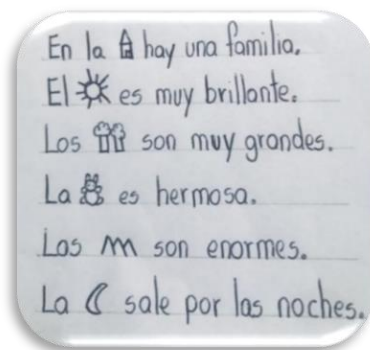 En la hay una familia.
El es muy brillante.
Los son muy grandes.
La es hermosa.
Las son enormes.
La sale por las noches.